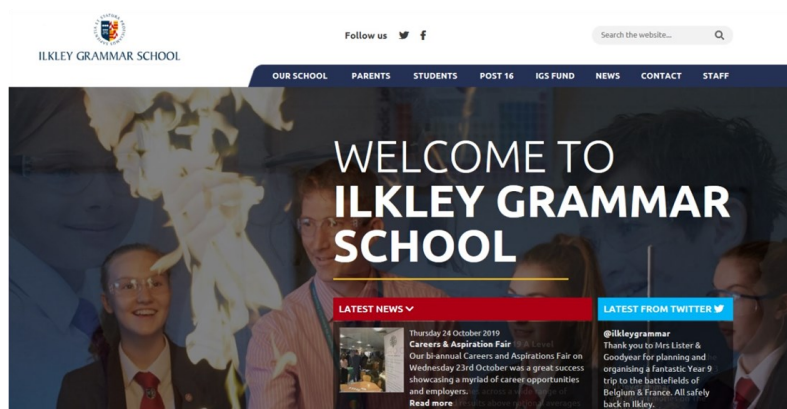 ILKLEY GRAMMAR SCHOOL
Follow us
Search the website...
OUR SCHOOL PARENTS STUDENTS POST 16 IGS FUND NEWS CONTACT STAFF
WELCOME TO
ILKLEY GRAMMAR
SCHOOL
LATEST NEWS
Thursday 24 October 2019
Careers & Aspiration Fair
Our bi-annual Careers and Aspirations Fair on
Wednesday 23rd October was a great success
showcasing a myriad of career opportunities
and employers.
Read more
LATEST FROM TWITTER
@ilkleygrammar
Thank you to Mrs Lister &
Goodyear for planning and
organising a fantastic Year 9
trip to the battlefields of
Belgium & France. All safely
back in Ilkley.